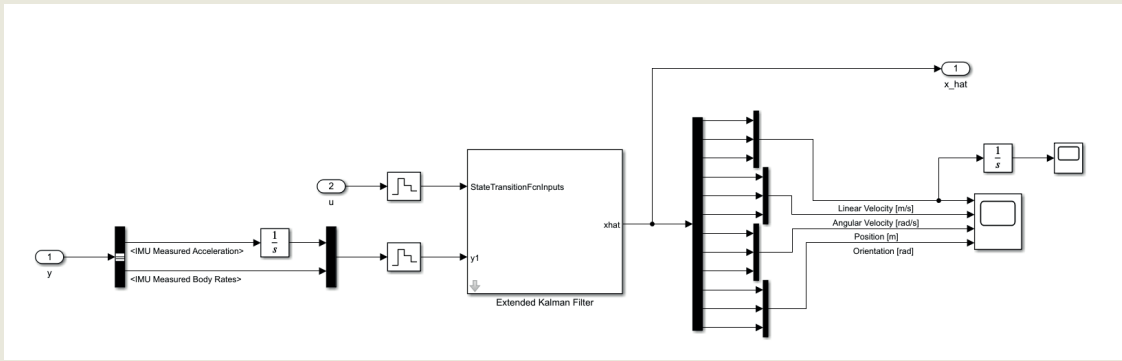 1
x_hat
StateTransitionFcnInputs
2
u
1
s
Linear Velocity [m/s]
xhat
Angular Velocity [rad/s]
1
s
<IMU Measured Acceleration>
Position [m]
Orientation [rad]
1
y
y1
<IMU Measured Body Rates>
Extended Kalman Filter